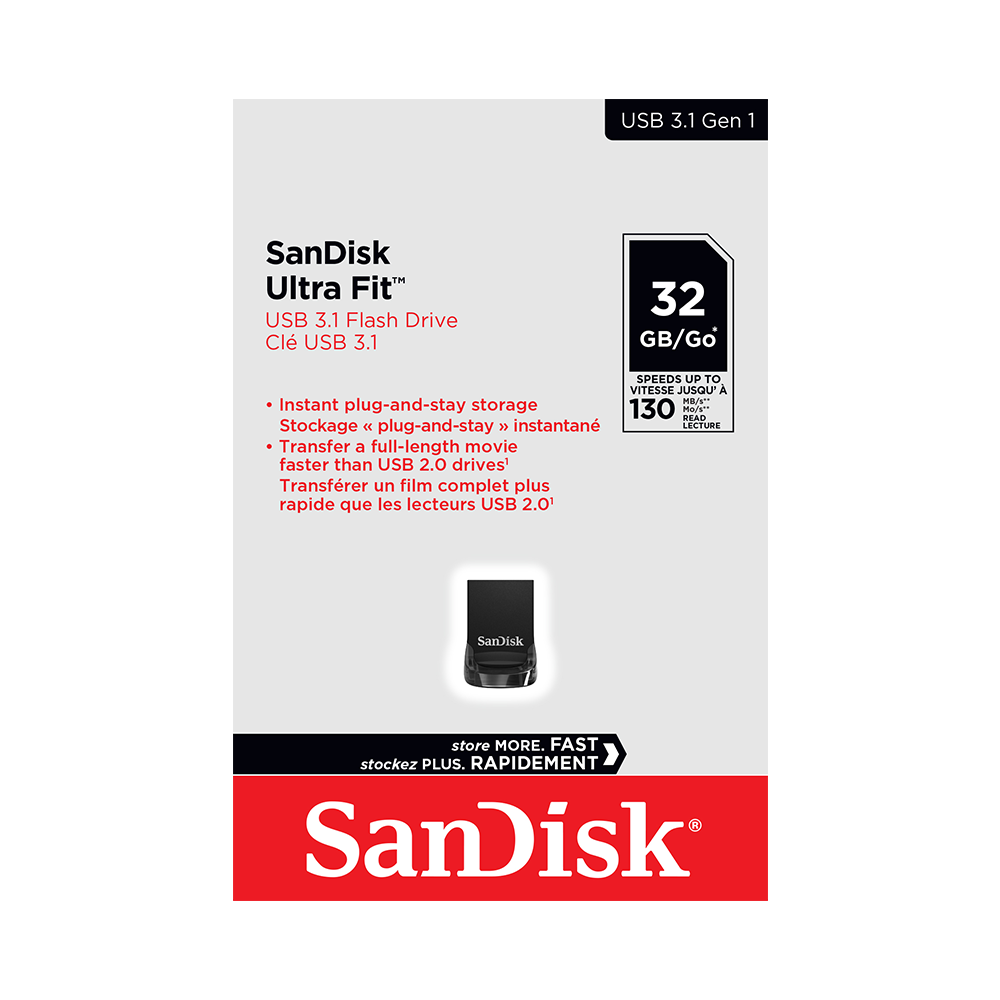 USB 3.1 Gen 1
SanDisk
Ultra Fit™
USB 3.1 Flash Drive
Clé USB 3.1
32
GB/Go*
SPEEDS UP TO
VITESSE JUSQU’ À
130 MB/s**
Mo/s**
READ
LECTURE
• Instant plug-and-stay storage
Stockage « plug-and-stay » instantané
• Transfer a full-length movie
faster than USB 2.0 drives¹
Transférer un film complet plus
rapide que les lecteurs USB 2.0¹
SanDisk
store MORE. FAST
stockez PLUS. RAPIDEMENT
SanDisk®